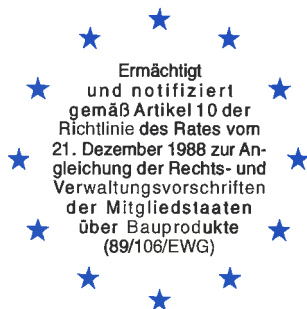 Ermächtigt
und notifiziert
gemäß Artikel 10 der
Richtlinie des Rates vom
21. Dezember 1988 zur An-
gleichung der Rechts- und
Verwaltungsvorschriften
der Mitgliedstaaten
über Bauprodukte
(89/106/EWG)